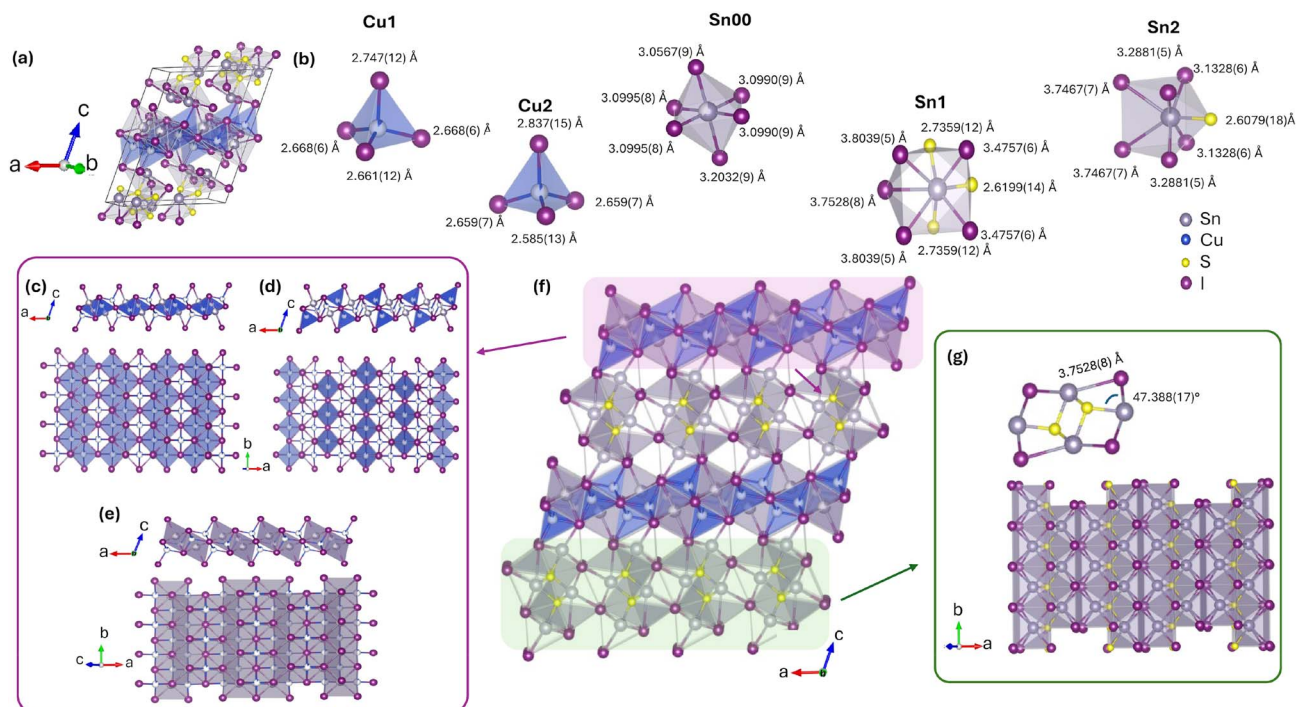 (a)
c
a
b
(b)
Cu1
2.747(12) Å
2.668(6) Å
2.668(6) Å
2.661(12) Å
Cu2
2.837(15) Å
2.659(7) Å
2.659(7) Å
2.585(13) Å
Sn00
3.0567(9) Å
3.0990(9) Å
3.0995(8) Å
3.0990(9) Å
3.0995(8) Å
3.2032(9) Å
Sn1
3.8039(5) Å
2.7359(12) Å
3.4757(6) Å
2.6199(14) Å
3.7528(8) Å
3.4757(6) Å
3.8039(5) Å
2.7359(12) Å
Sn2
3.2881(5) Å
3.1328(6) Å
3.7467(7) Å
2.6079(18)Å
3.1328(6) Å
3.7467(7) Å
3.2881(5) Å
Sn
Cu
S
I
(c)
c
a
(d)
c
a
b
a
(e)
c
a
b
c
a
(f)
c
a
b
(g)
3.7528(8) Å
47.388(17)°
b
a